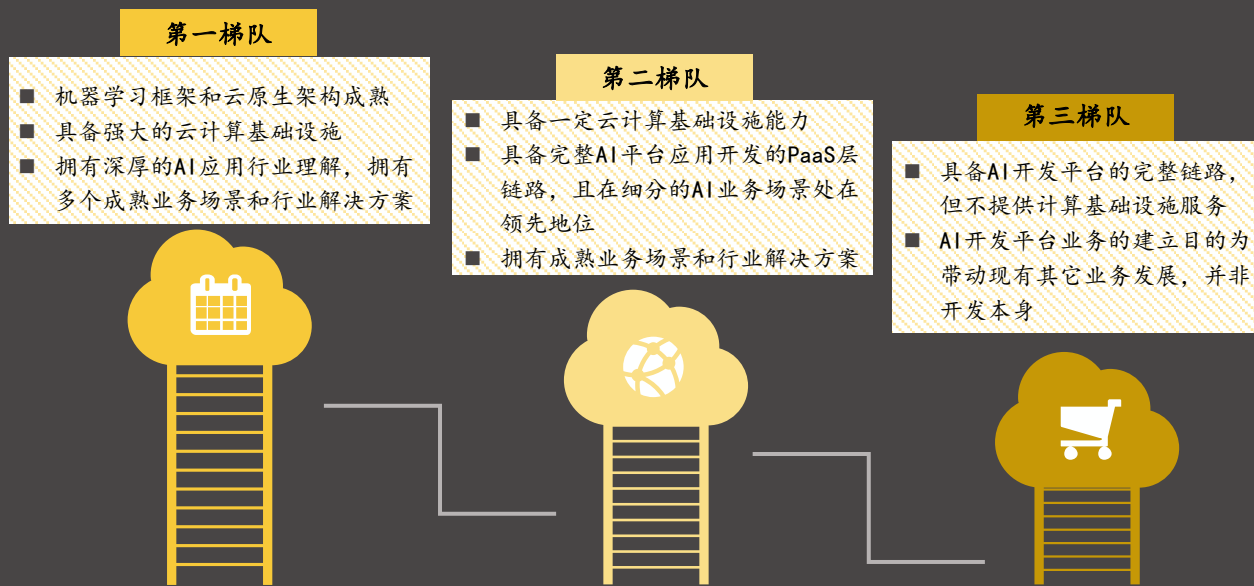 第一梯队
■ 机器学习框架和云原生架构成熟
■ 具备强大的云计算基础设施
■ 拥有深厚的AI应用行业理解，拥有
多个成熟业务场景和行业解决方案
第二梯队
■ 具备一定云计算基础设施能力
■ 具备完整AI平台应用开发的PaaS层
链路，且在细分的AI业务场景处在
领先地位
■ 拥有成熟业务场景和行业解决方案
第三梯队
■ 具备AI开发平台的完整链路，
但不提供计算基础设施服务
■ AI开发平台业务的建立目的为
带动现有其它业务发展，并非
开发本身